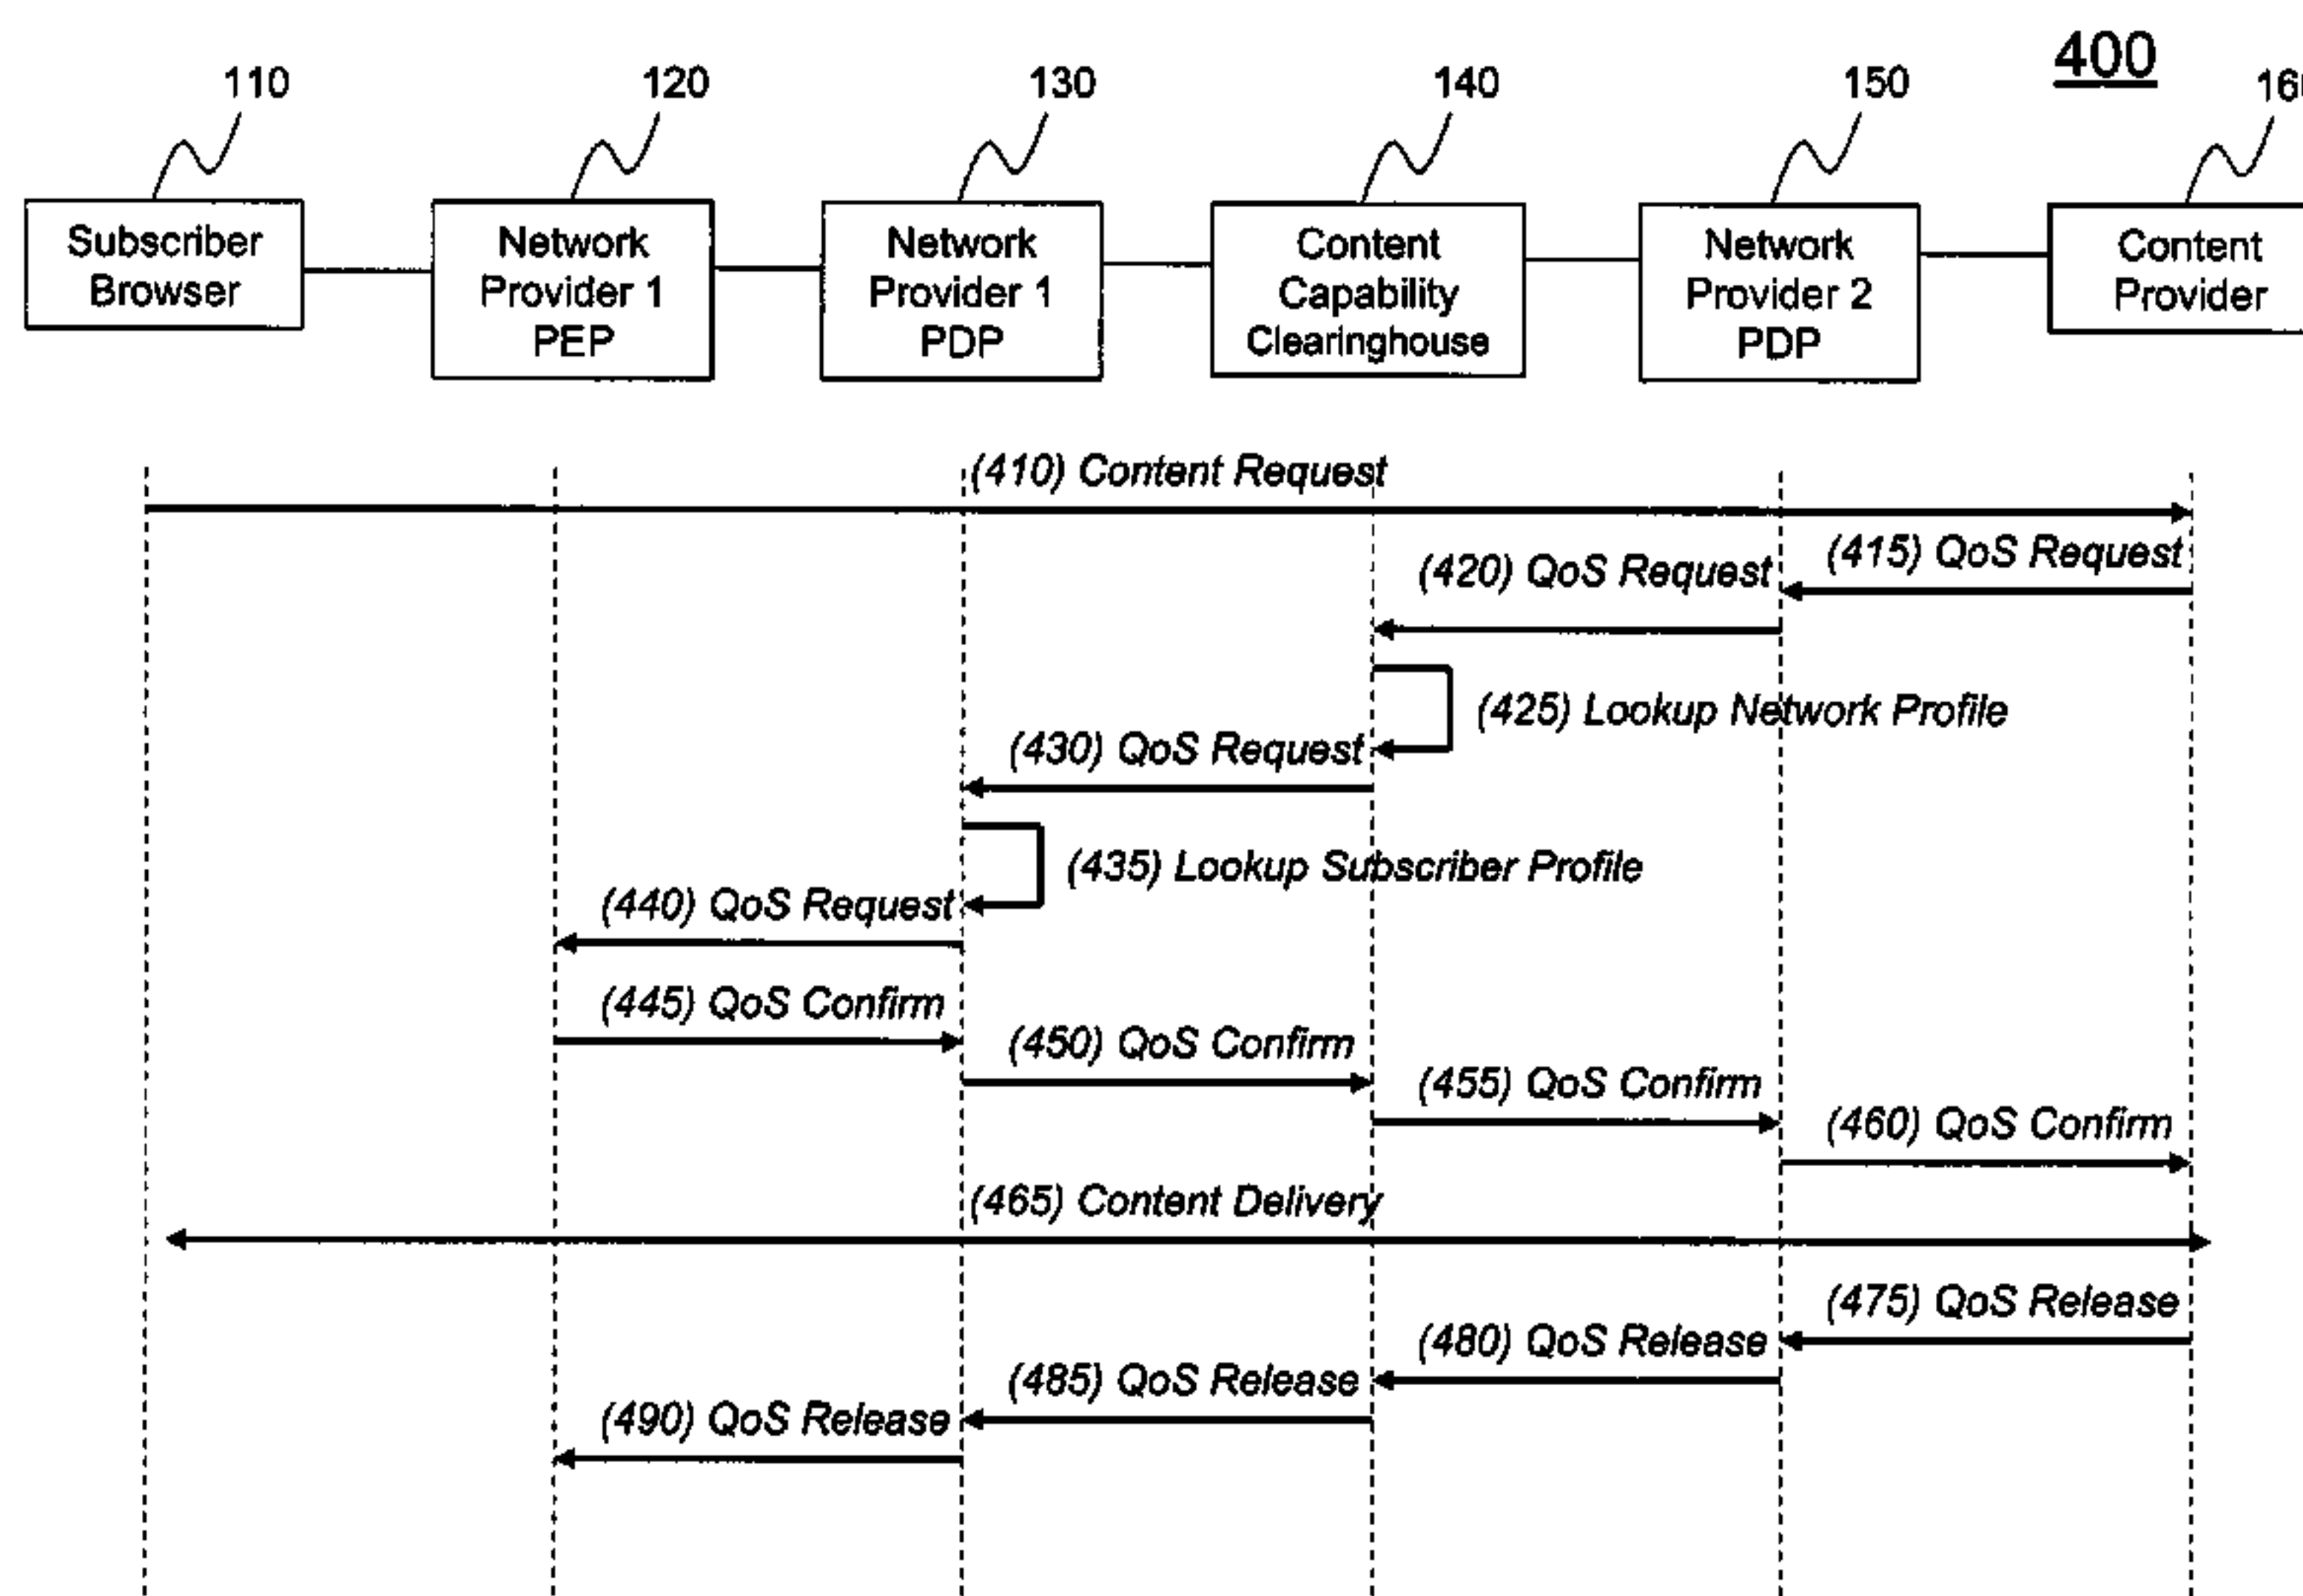 400
110
120
130
140
150
160
Subscriber
Browser
Network
Provider 1
PEP
Network
Provider 1
PDP
Content
Capability
Clearinghouse
Network
Provider 2
PDP
Content
Provider
(410) Content Request
(415) QoS Request
(420) QoS Request
(425) Lookup Network Profile
(430) QoS Request
(435) Lookup Subscriber Profile
(440) QoS Request
(445) QoS Confirm
(450) QoS Confirm
(455) QoS Confirm
(460) QoS Confirm
(465) Content Delivery
(475) QoS Release
(480) QoS Release
(485) QoS Release
(490) QoS Release